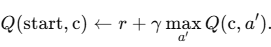 Q(start, c) ← r + γ max_{a'} Q(c, a').